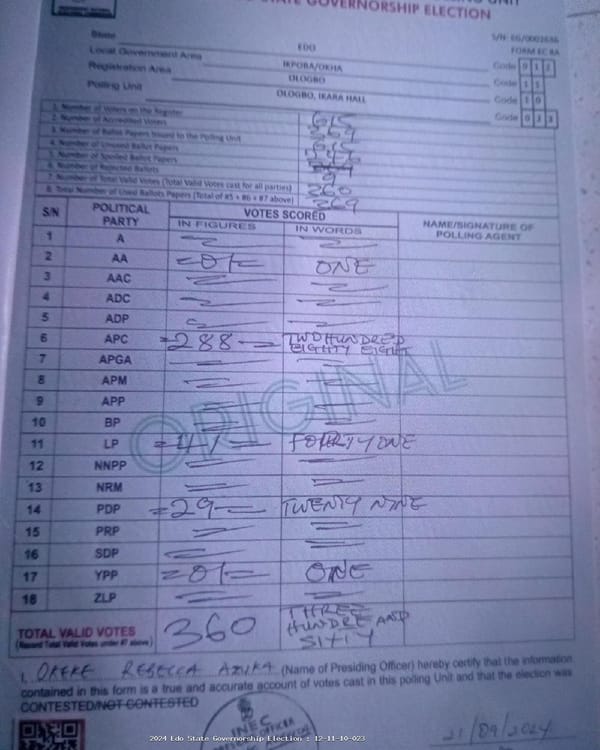 STATE GOVERNORSHIP ELECTION
S/N: EG/0002686
FORM EC 8A
State EDO Code 0 1 2
Local Government Area IKPOBA/OKHA Code 1 1
Registration Area OLOGBO Code 1 0
Polling Unit OLOGBO, IKARA HALL Code 0 2 3
1. Number of Voters on the Register 615
2. Number of Accredited Voters 369
3. Number of Ballot Papers Issued to the Polling Unit 615
4. Number of Unused Ballot Papers
5. Number of Spoiled Ballot Papers
6. Number of Rejected Ballots 9
7. Number of Total Valid Votes (Total Valid Votes cast for all parties) 360
8. Total Number of Used Ballots Papers (Total of #5 + #6 + #7 above) 369
S/N POLITICAL PARTY VOTES SCORED NAME/SIGNATURE OF POLLING AGENT
IN FIGURES IN WORDS
1 A
2 AA =01= ONE
3 AAC
4 ADC
5 ADP
6 APC =288= TWO HUNDRED EIGHTY EIGHT
7 APGA
8 APM
9 APP
10 BP
11 LP =41= FOURTY ONE
12 NNPP
13 NRM
14 PDP =29= TWENTY NINE
15 PRP
16 SDP
17 YPP =01= ONE
18 ZLP
ORIGINAL
TOTAL VALID VOTES 360 THREE HUNDRE AND SIXTY
(Record Total Valid Votes under #7 above)
I, OKEKE REBECCA AZUKA (Name of Presiding Officer) hereby certify that the information
contained in this form is a true and accurate account of votes cast in this polling Unit and that the election was
CONTESTED/NOT CONTESTED
INEC
21/09/2024
2024 Edo State Governorship Election : 12-11-10-023